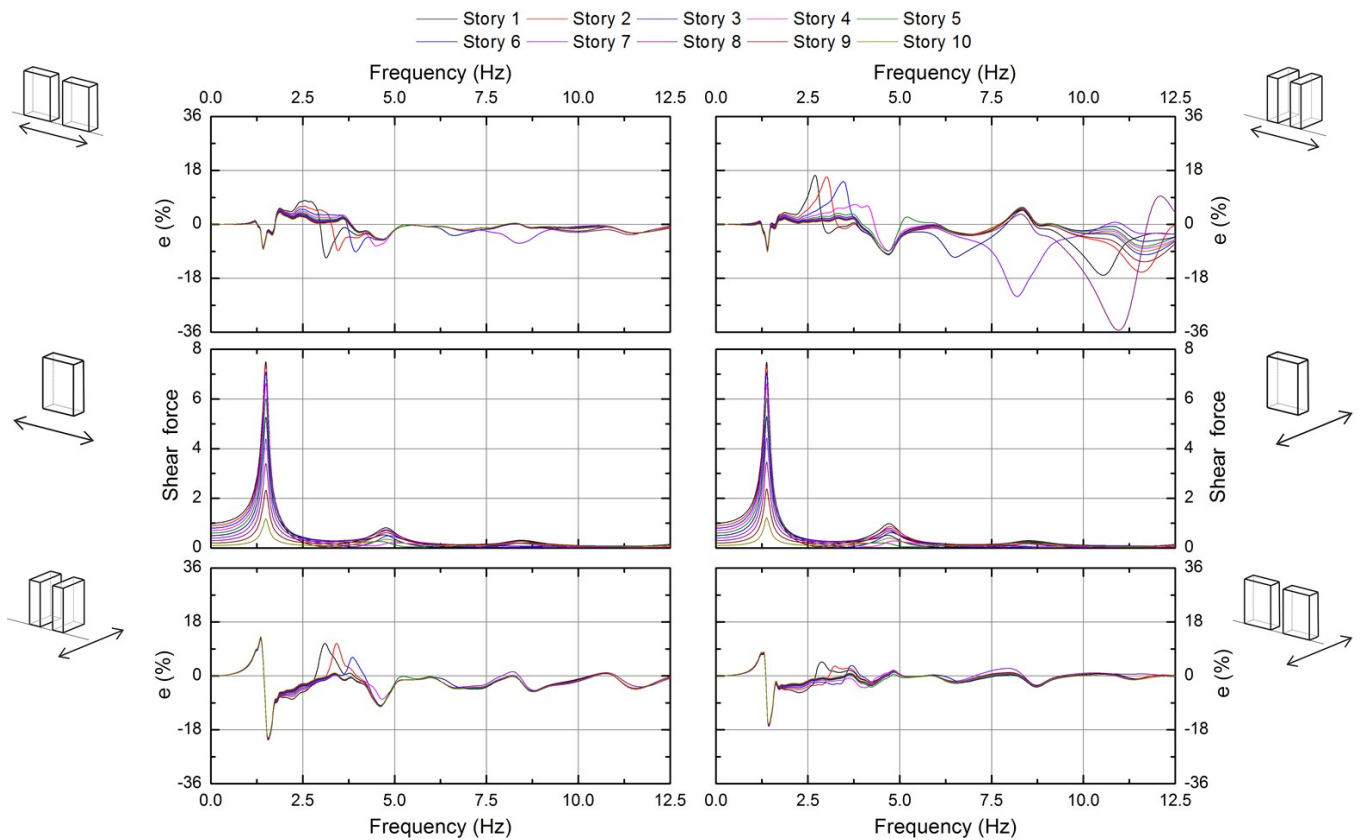 Story 1 Story 2 Story 3 Story 4 Story 5
Story 6 Story 7 Story 8 Story 9 Story 10
Frequency (Hz) Frequency (Hz)
0.0 2.5 5.0 7.5 10.0 12.5 0.0 2.5 5.0 7.5 10.0 12.5
36 36
18 18
e (%) 0 0 e (%)
-18 -18
-36 -36
8 8
6 6
Shear force 4 4 Shear force
2 2
0 0
36 36
18 18
e (%) 0 0 e (%)
-18 -18
-36 -36
0.0 2.5 5.0 7.5 10.0 12.5 0.0 2.5 5.0 7.5 10.0 12.5
Frequency (Hz) Frequency (Hz)